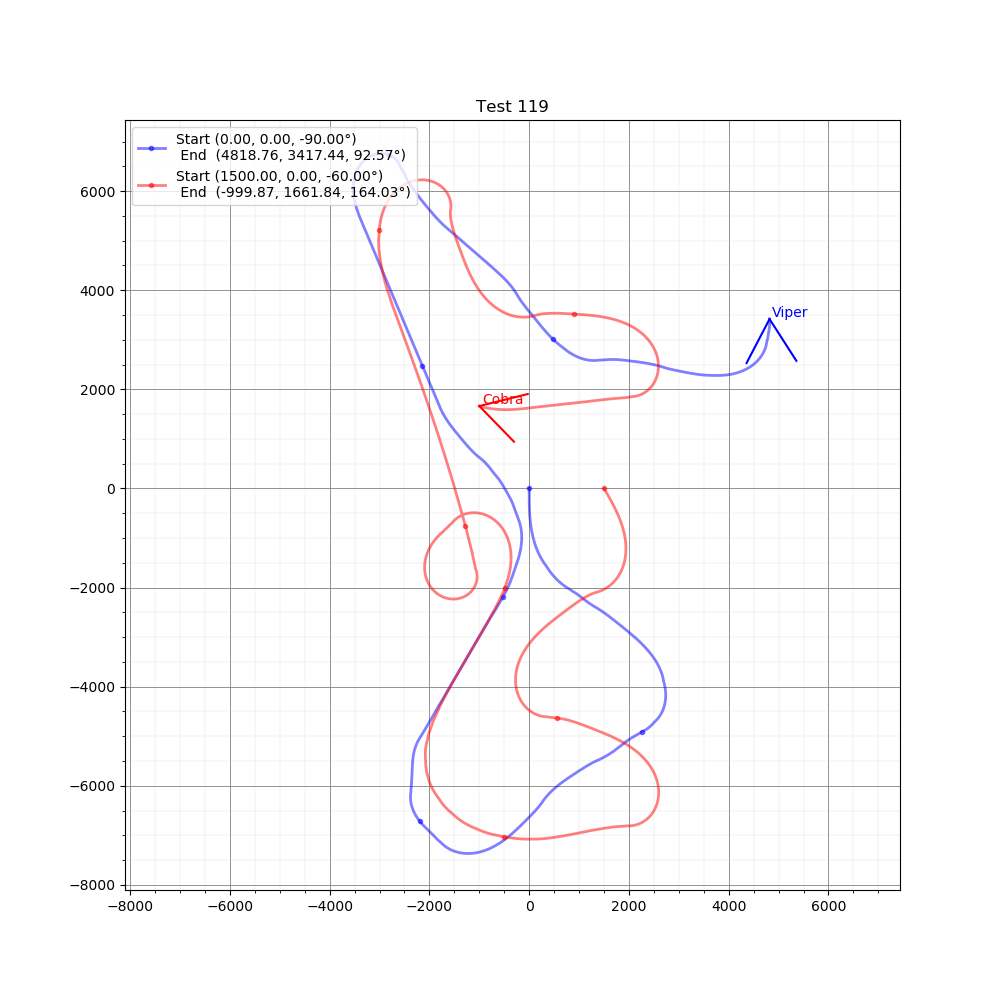 Test 119
Start (0.00, 0.00, -90.00°)
End  (4818.76, 3417.44, 92.57°)
Start (1500.00, 0.00, -60.00°)
End  (-999.87, 1661.84, 164.03°)
6000
4000
2000
0
−2000
−4000
−6000
−8000
Viper
Cobra
−8000 −6000 −4000 −2000 0 2000 4000 6000